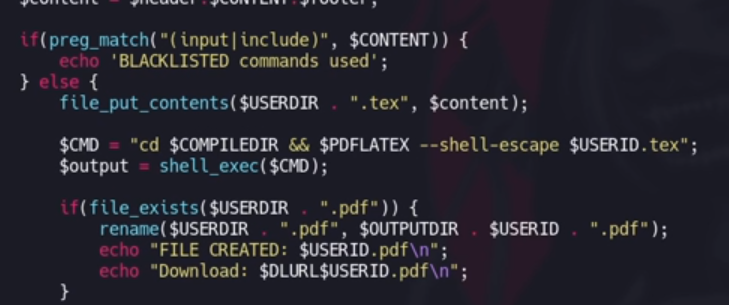 $content = $header.$CONTENT.$footer;
if(preg_match("(input|include)", $CONTENT)) {
echo 'BLACKLISTED commands used';
} else {
file_put_contents($USERDIR . ".tex", $content);
$CMD = "cd $COMPILEDIR && $PDFLATEX --shell-escape $USERID.tex";
$output = shell_exec($CMD);
if(file_exists($USERDIR . ".pdf")) {
rename($USERDIR . ".pdf", $OUTPUTDIR . $USERID . ".pdf");
echo "FILE CREATED: $USERID.pdf\n";
echo "Download: $DLURL$USERID.pdf\n";
}